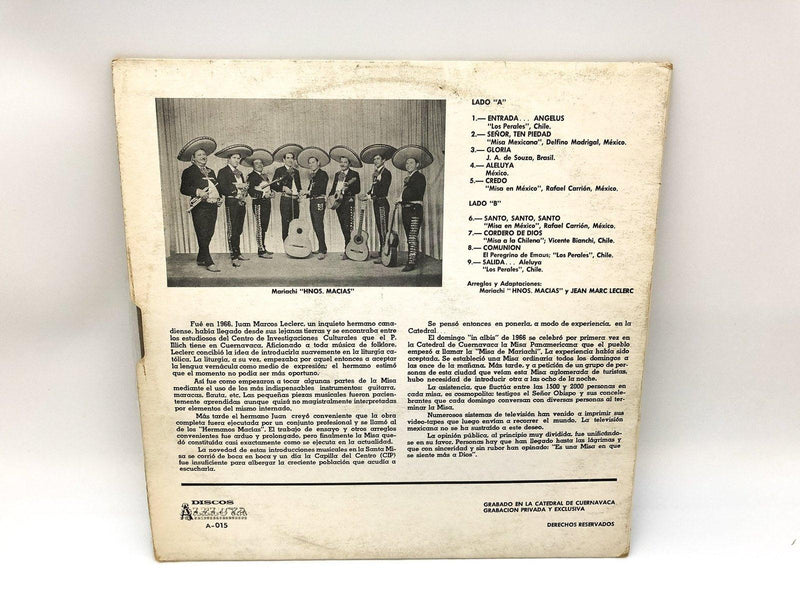 LADO "A"
1.— ENTRADA... ANGELUS
"Los Perales", Chile.
2.— SEÑOR, TEN PIEDAD
"Misa Mexicana", Delfino Madrigal, México.
3.— GLORIA
J. A. de Souza, Brasil.
4.— ALELUYA
México.
5.— CREDO
"Misa en México", Rafael Carrión, México.
LADO "B"
6.— SANTO, SANTO, SANTO
"Misa en México", Rafael Carrión, México.
7.— CORDERO DE DIOS
"Misa a la Chilena"; Vicente Bianchi, Chile.
8.— COMUNION
El Peregrino de Emaus; "Los Perales", Chile.
9.— SALIDA... Aleluya
"Los Perales", Chile.
Arreglos y Adaptaciones:
Mariachi "HNOS. MACIAS" y JEAN MARC LECLERC
Mariachi "HNOS. MACIAS"
Fué en 1966. Juan Marcos Leclerc, un inquieto hermano cana-
diense, había llegado desde sus lejanas tierras y se encontraba entre
los estudiosos del Centro de Investigaciones Culturales que el P.
Illich tiene en Cuernavaca. Aficionado a toda música de folklore,
Leclerc concibió la idea de introducirla suavemente en la liturgia ca-
tólica. La liturgia, a su vez, empezaba por aquel entonces a aceptar
la lengua vernácula como medio de expresión; el hermano estimó
que el momento no podía ser más oportuno.
Así fue como empezaron a tocar algunas partes de la Misa
mediante el uso de los más indispensables instrumentos: guitarra,
maracas, flauta, etc. Las pequeñas piezas musicales fueron pacien-
temente aprendidas aunque quizá no magistralmente interpretadas
por elementos del mismo internado.
Más tarde el hermano Juan creyó conveniente que la obra
completa fuera ejecutada por un conjunto profesional y se llamó al
de los "Hermanos Macías". El trabajo de ensayo y otros arreglos
convenientes fue arduo y prolongado, pero finalmente la Misa que-
dó constituída casi exactamente como se ejecuta en la actualidad.
La novedad de estas introducciones musicales en la Santa Mi-
sa se corrió de boca en boca y un día la Capilla del Centro (CIP)
fue insuficiente para albergar la creciente población que acudía a
escucharla.
Se pensó entonces en ponerla, a modo de experiencia, en la
Catedral.
El domingo "in albis" de 1966 se celebró por primera vez en
la Catedral de Cuernavaca la Misa Panamericana que el pueblo
empezó a llamar la "Misa de Mariachi". La experiencia había sido
aceptada. Se estableció una Misa ordinaria todos los domingos a
las once de la mañana. Más tarde, y a petición de un grupo de per-
sonas de esta ciudad que veían esta Misa aglomerada de turistas,
hubo necesidad de introducir otra a las ocho de la noche.
La asistencia, que fluctúa entre las 1500 y 2000 personas en
cada misa, es cosmopolita; testigos el Señor Obispo y sus concele-
brantes que cada domingo conversan con diversas personas al ter-
minar la Misa.
Numerosos sistemas de televisión han venido a imprimir sus
video-tapes que luego envían a recorrer el mundo. La televisión
mexicana no se ha sustraído a este deseo.
La opinión pública, al principio muy dividida, fue unificándo-
se en su favor. Personas hay que han llegado hasta las lágrimas y
que con sinceridad y sin rubor han opinado: "Es una Misa en que
se siente más a Dios".
DISCOS
ALELUYA
A-015
GRABADO EN LA CATEDRAL DE CUERNAVACA
GRABACION PRIVADA Y EXCLUSIVA
DERECHOS RESERVADOS